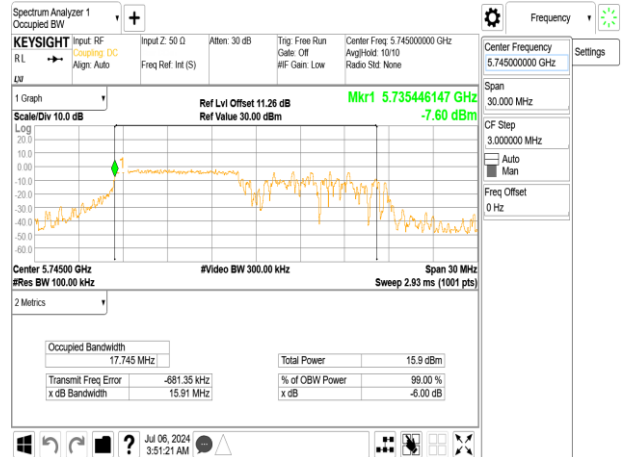 Spectrum Analyzer 1
Occupied BW
▼
+
Frequency ▼
KEYSIGHT
RL
LXI
Input: RF
Coupling: DC
Align: Auto
Input Z: 50 Ω
Freq Ref: Int (S)
Atten: 30 dB
Trig: Free Run
Gate: Off
#IF Gain: Low
Center Freq: 5.745000000 GHz
Avg|Hold: 10/10
Radio Std: None
Center Frequency
5.745000000 GHz
Settings
Span
30.000 MHz
CF Step
3.000000 MHz
Auto
Man
Freq Offset
0 Hz
1 Graph ▼
Scale/Div 10.0 dB
Ref Lvl Offset 11.26 dB
Ref Value 30.00 dBm
Mkr1 5.735446147 GHz
-7.60 dBm
Log
20.0
10.0
0.00
-10.0
-20.0
-30.0
-40.0
-50.0
-60.0
1
Center 5.74500 GHz
#Res BW 100.00 kHz
#Video BW 300.00 kHz
Span 30 MHz
Sweep 2.93 ms (1001 pts)
2 Metrics ▼
Occupied Bandwidth
17.745 MHz
Transmit Freq Error -681.35 kHz
x dB Bandwidth 15.91 MHz
Total Power 15.9 dBm
% of OBW Power 99.00 %
x dB -6.00 dB
?
Jul 06, 2024
3:51:21 AM